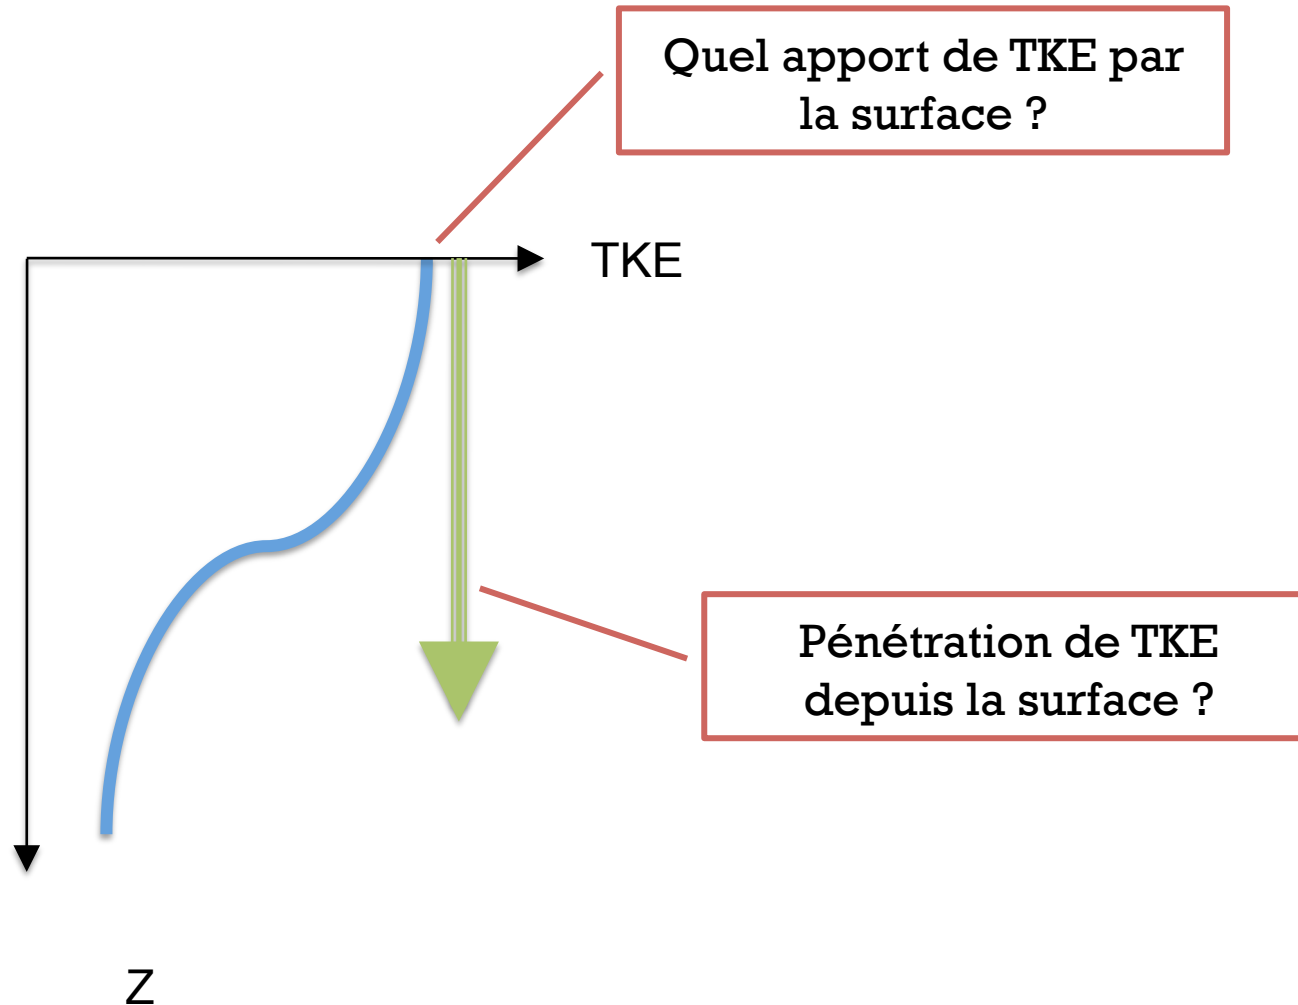 Quel apport de TKE par
la surface ?
TKE
Pénétration de TKE
depuis la surface ?
Z